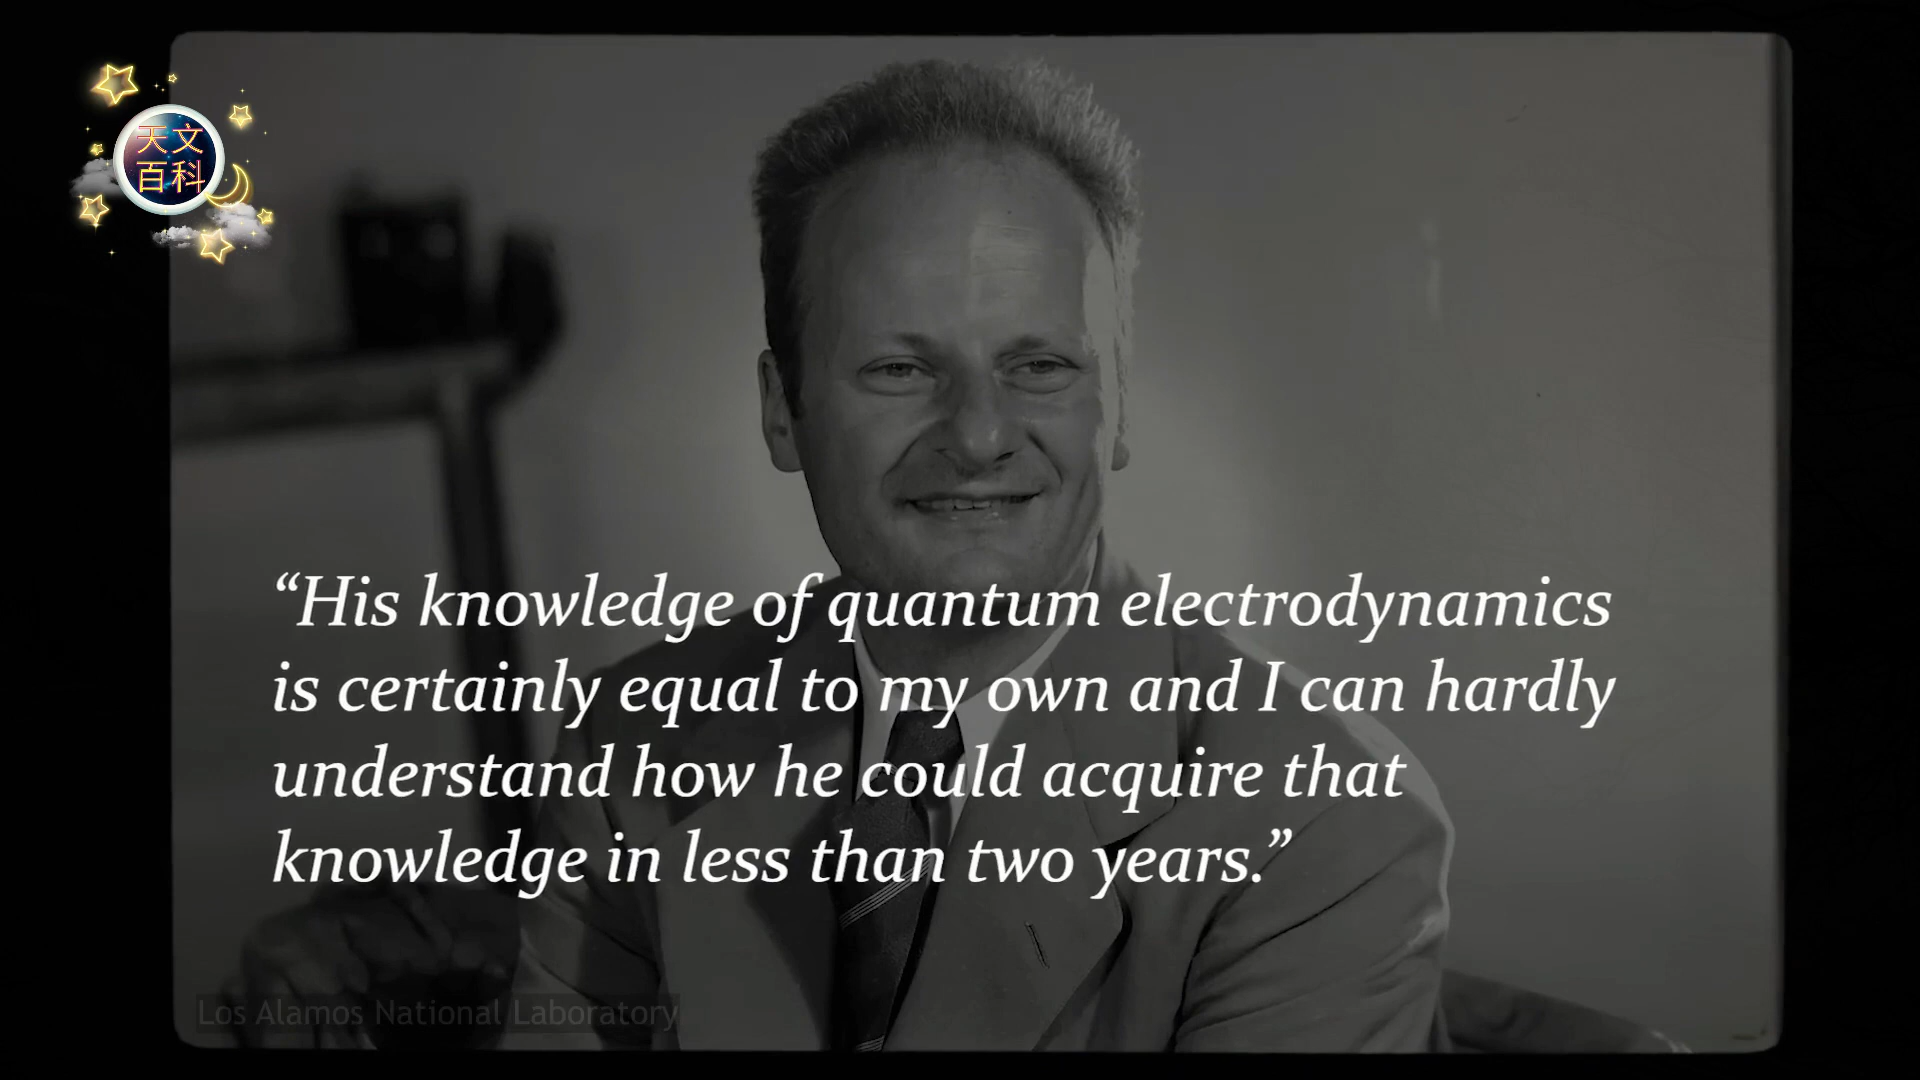 天文
百科
“His knowledge of quantum electrodynamics
is certainly equal to my own and I can hardly
understand how he could acquire that
knowledge in less than two years.”
Los Alamos National Laboratory